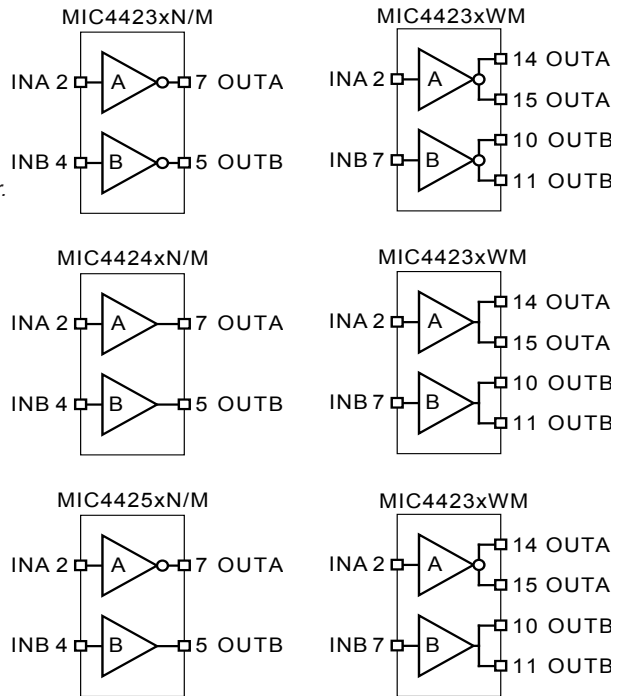 MIC4423xN/M
INA 2
A
7 OUTA
INB 4
B
5 OUTB
MIC4423xWM
INA 2
A
14 OUTA
15 OUTA
INB 7
B
10 OUTB
11 OUTB
r.
MIC4424xN/M
INA 2
A
7 OUTA
INB 4
B
5 OUTB
MIC4423xWM
INA 2
A
14 OUTA
15 OUTA
INB 7
B
10 OUTB
11 OUTB
MIC4425xN/M
INA 2
A
7 OUTA
INB 4
B
5 OUTB
MIC4423xWM
INA 2
A
14 OUTA
15 OUTA
INB 7
B
10 OUTB
11 OUTB